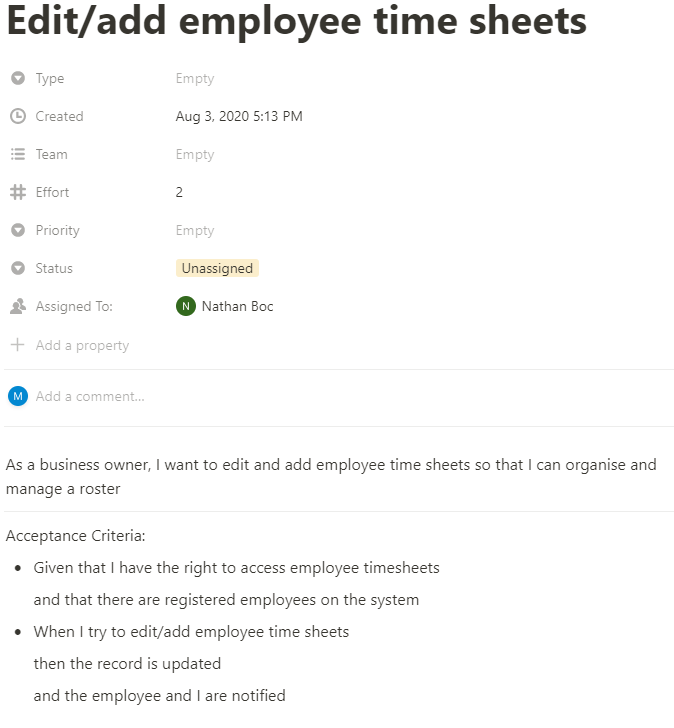 Edit/add employee time sheets
Type Empty
Created Aug 3, 2020 5:13 PM
Team Empty
Effort 2
Priority Empty
Status Unassigned
Assigned To: N Nathan Boc
Add a property
M Add a comment...
As a business owner, I want to edit and add employee time sheets so that I can organise and
manage a roster
Acceptance Criteria:
• Given that I have the right to access employee timesheets
and that there are registered employees on the system
• When I try to edit/add employee time sheets
then the record is updated
and the employee and I are notified